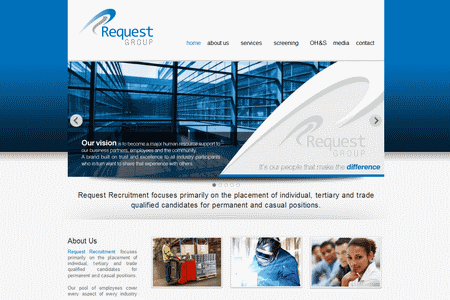 Request
GROUP
home about us services screening OH&S media contact
Our vision is to become a major human resource support to
our business partners, employees and the community.
A brand built on trust and excellence to all industry participants
who in turn want to share that experience with others.
Request
GROUP
It's our people that make the difference
Request Recruitment focuses primarily on the placement of individual, tertiary and trade
qualified candidates for permanent and casual positions.
About Us
Request Recruitment focuses
primarily on the placement of
individual, tertiary and trade
qualified candidates for
permanent and casual positions.
Our pool of employees cover
every aspect of every industry